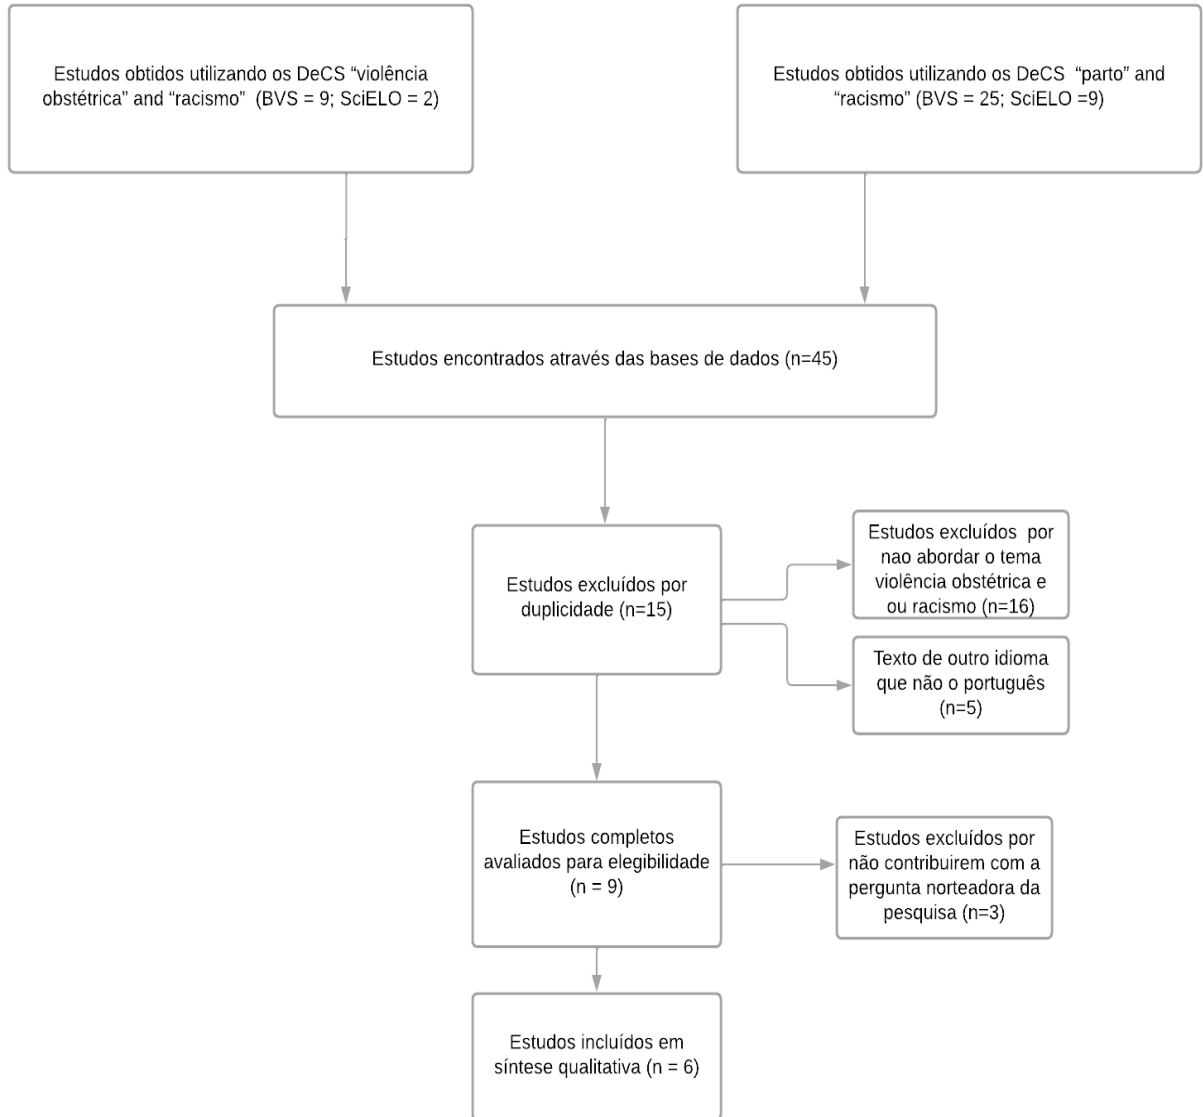 Estudos obtidos utilizando os DeCS “violência
obstétrica” and “racismo” (BVS = 9; SciELO = 2)
Estudos obtidos utilizando os DeCS “parto” and
“racismo” (BVS = 25; SciELO =9)
Estudos encontrados através das bases de dados (n=45)
Estudos excluídos por
duplicidade (n=15)
Estudos excluídos por
nao abordar o tema
violência obstétrica e
ou racismo (n=16)
Texto de outro idioma
que não o português
(n=5)
Estudos completos
avaliados para elegibilidade
(n = 9)
Estudos excluídos por
não contribuirem com a
pergunta norteadora da
pesquisa (n=3)
Estudos incluídos em
síntese qualitativa (n = 6)